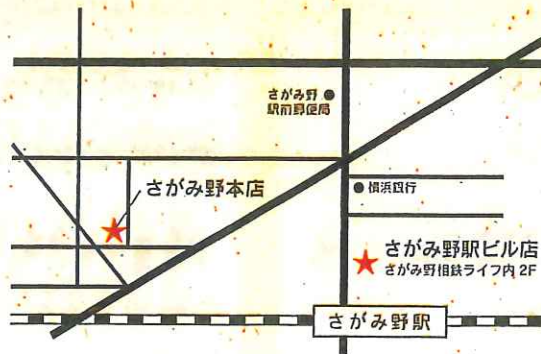 さがみ野
駅前郵便局
さがみ野本店
横浜銀行
さがみ野駅ビル店
さがみ野相鉄ライフ内 2F
さがみ野駅